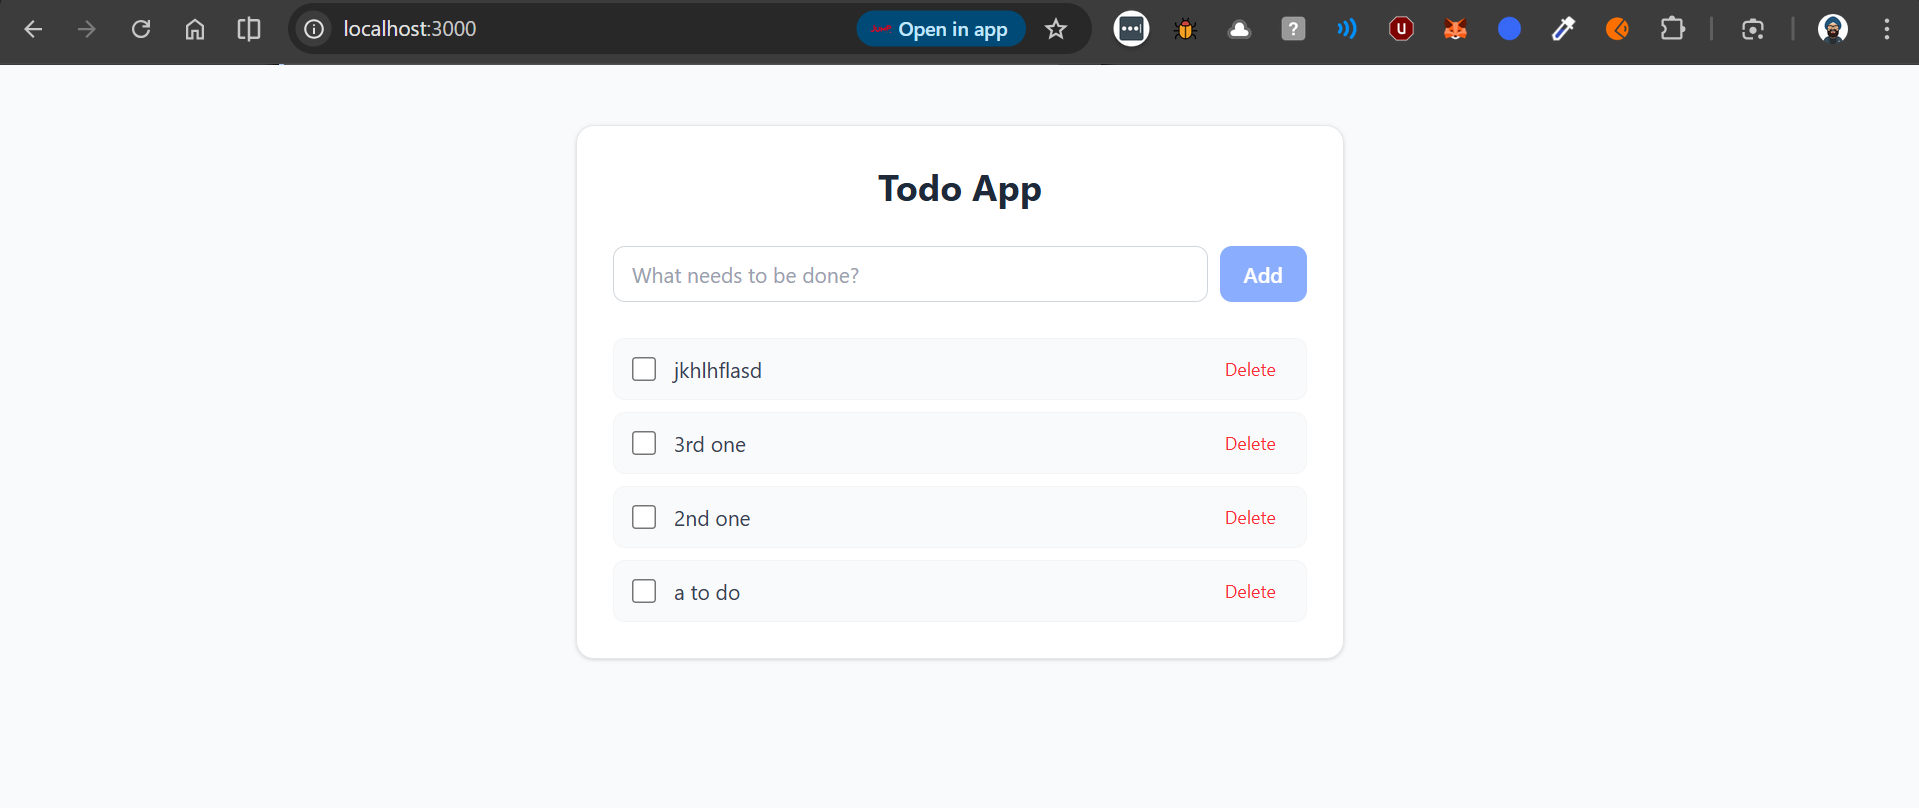 localhost:3000
Open in app
Todo App
What needs to be done?
Add
jkhlhflasd
Delete
3rd one
Delete
2nd one
Delete
a to do
Delete